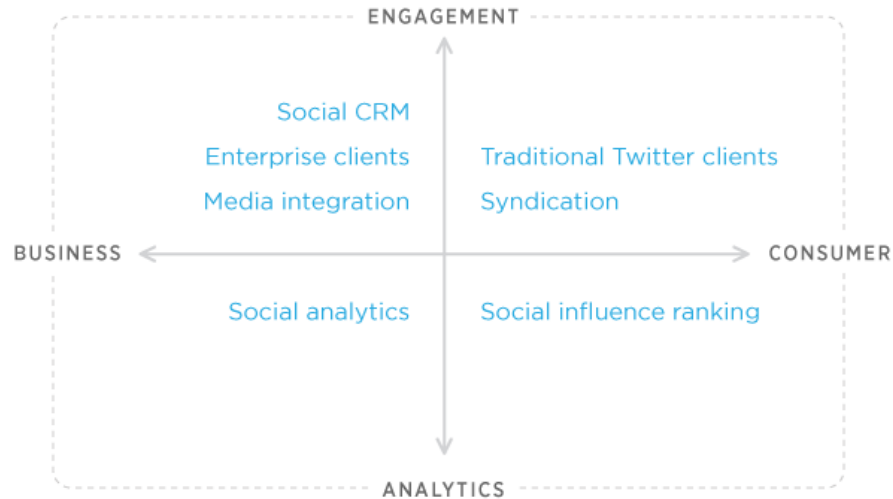 ENGAGEMENT
Social CRM
Enterprise clients
Traditional Twitter clients
Media integration
Syndication
BUSINESS
CONSUMER
Social analytics
Social influence ranking
ANALYTICS